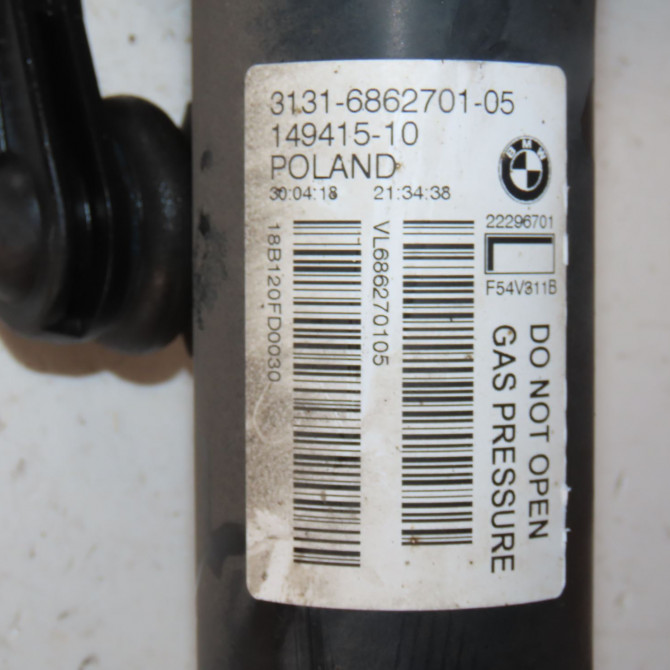 3131-6862701-05
149415-10
POLAND
30:04:18 21:34:38
BMW
22296701
L
F54V311B
18B120FD0030
VL686270105
DO NOT OPEN
GAS PRESSURE